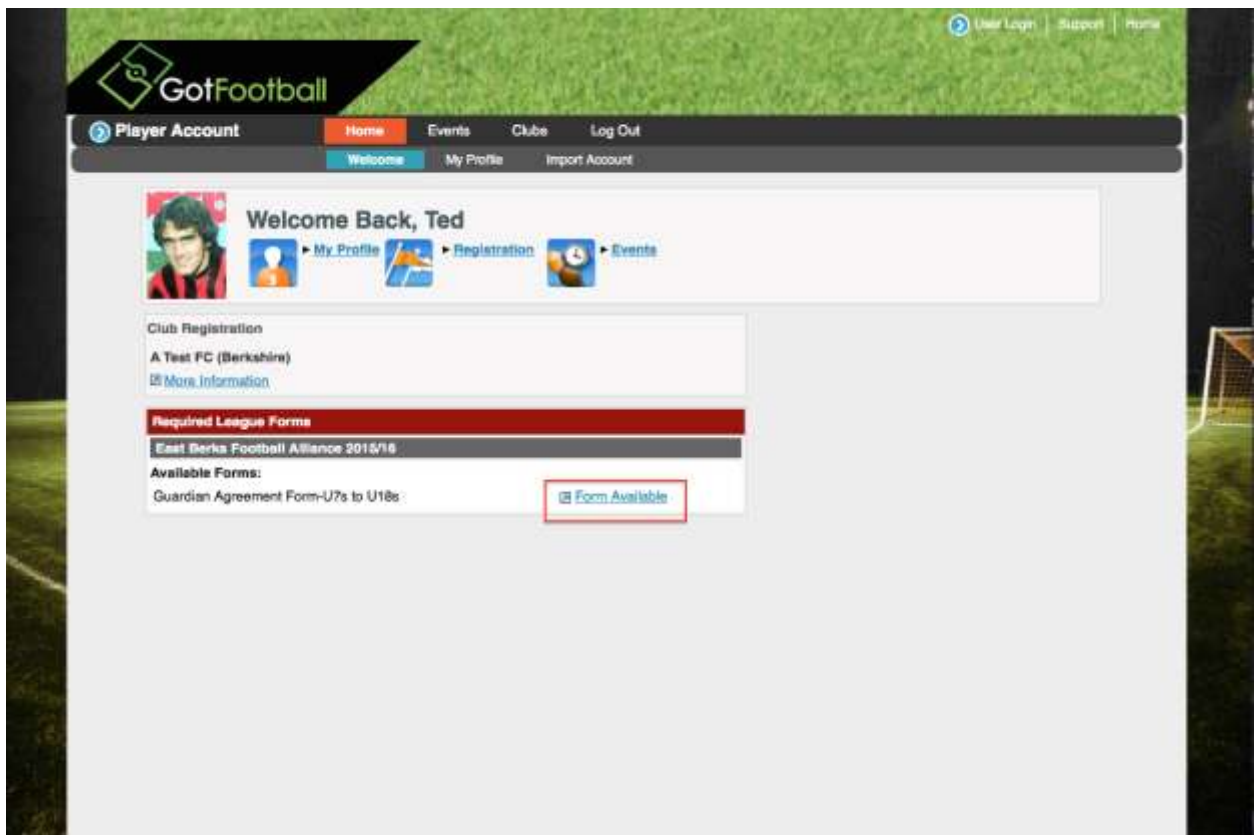 User Login | Support | Home
GotFootball
Player Account Home Events Clubs Log Out
Welcome My Profile Import Account
Welcome Back, Ted
My Profile Registration Events
Club Registration
A Test FC (Berkshire)
More Information
Required League Forms
East Berks Football Alliance 2015/16
Available Forms:
Guardian Agreement Form-U7s to U18s Form Available